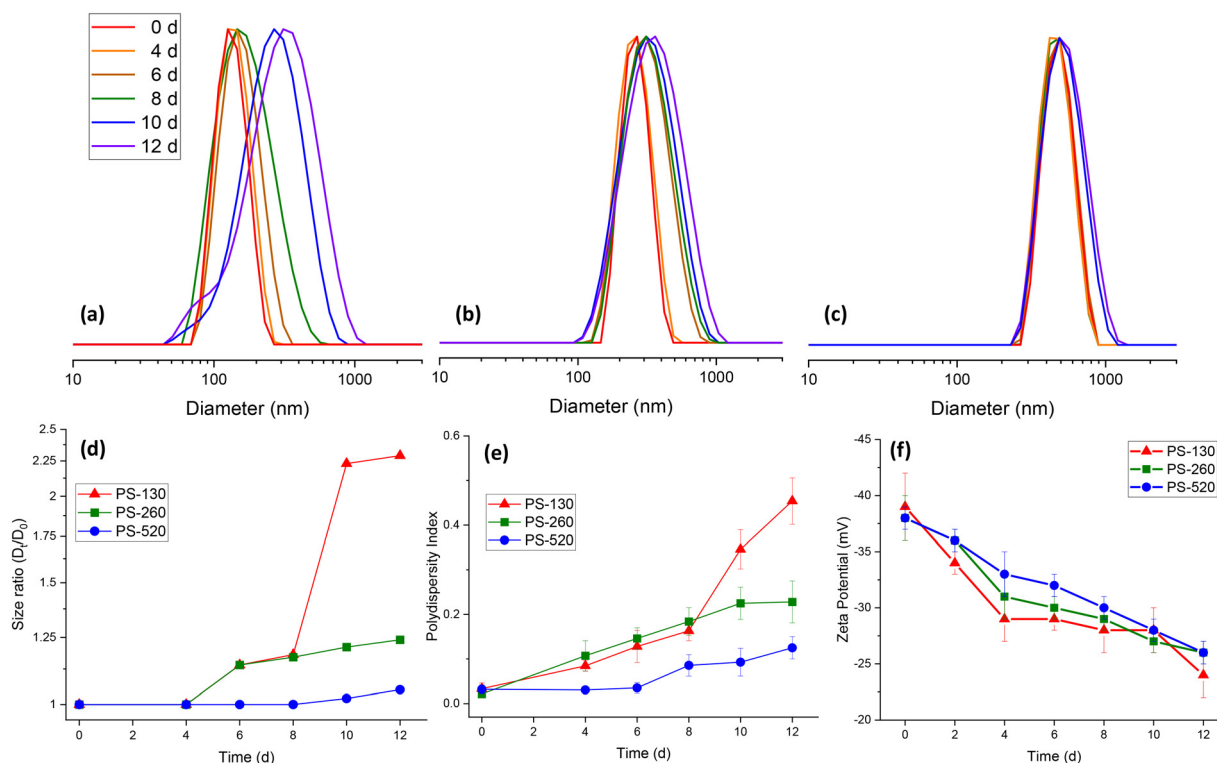 0 d
4 d
6 d
8 d
10 d
12 d
(a)
(b)
(c)
10 100 1000
10 100 1000
10 100 1000
Diameter (nm)
Diameter (nm)
Diameter (nm)
(d)
2.5
2.25
2
1.75
1.5
1.25
1
Size ratio (Dt/D0)
PS-130
PS-260
PS-520
0 2 4 6 8 10 12
Time (d)
(e)
0.6
0.4
0.2
0.0
Polydispersity Index
PS-130
PS-260
PS-520
0 2 4 6 8 10 12
Time (d)
(f)
-45
-40
-35
-30
-25
-20
Zeta Potential (mV)
PS-130
PS-260
PS-520
0 2 4 6 8 10 12
Time (d)